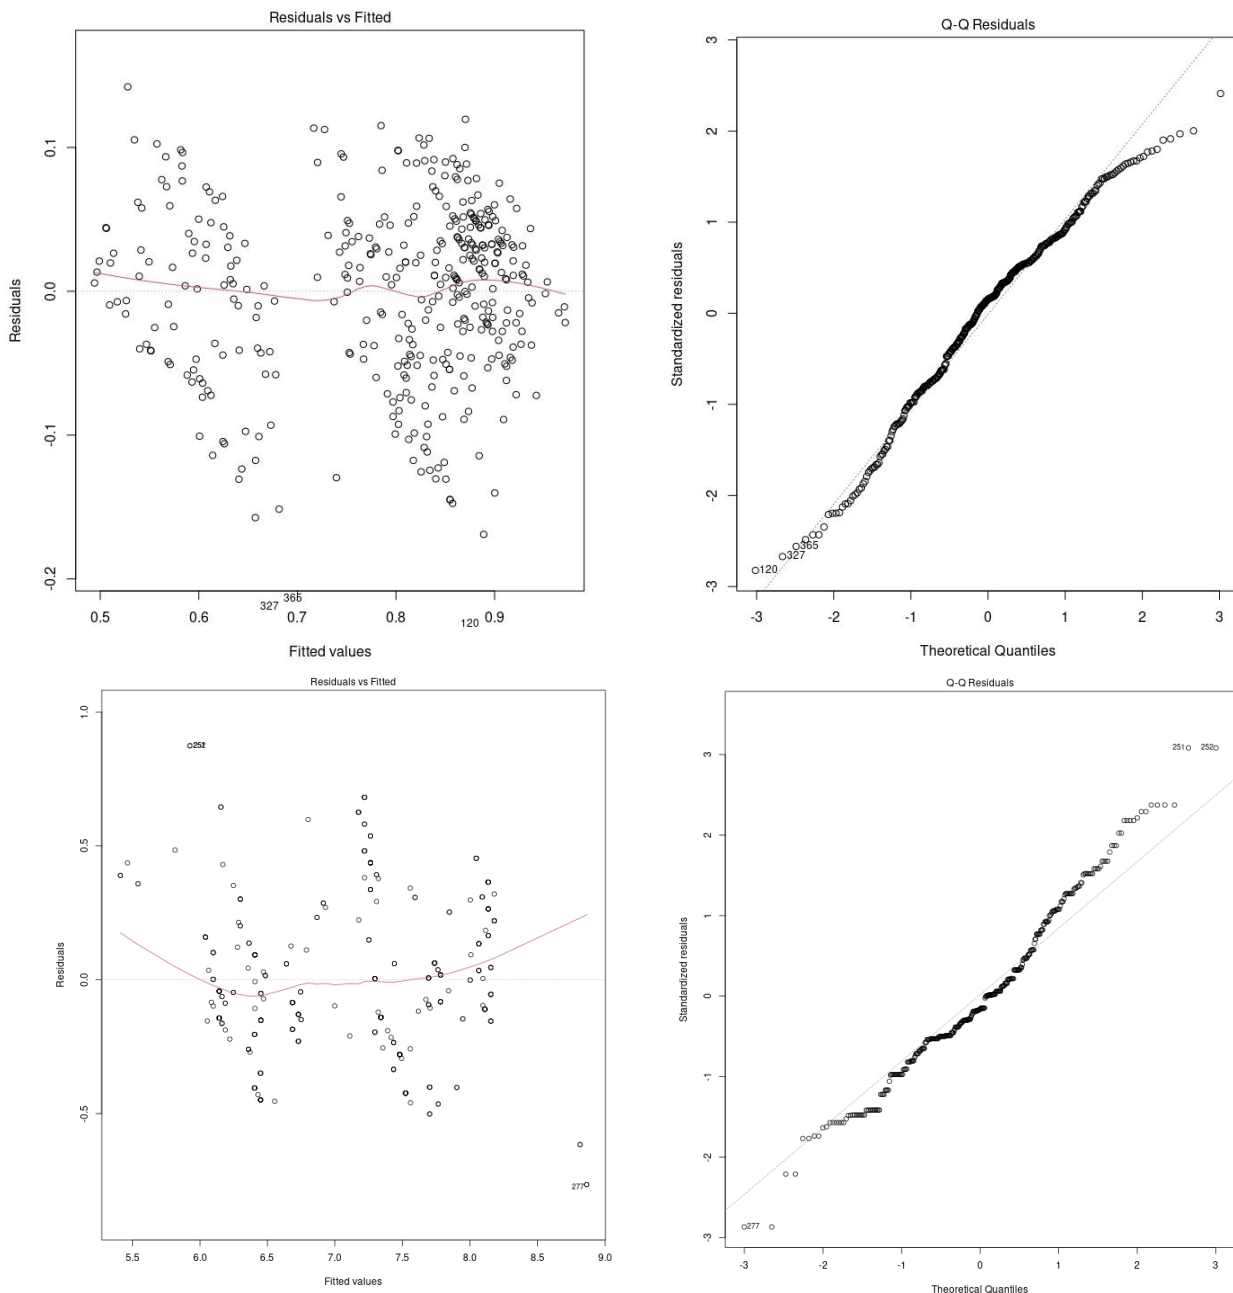 Residuals vs Fitted
Residuals
0.1
0.0
-0.1
-0.2
0.5 0.6 0.7 0.8 0.9
327
365
120
Fitted values
Q-Q Residuals
Standardized residuals
3
2
1
0
-1
-2
-3
365
327
120
-3 -2 -1 0 1 2 3
Theoretical Quantiles
Residuals vs Fitted
Residuals
1.0
0.5
0.0
-0.5
277
5.5 6.0 6.5 7.0 7.5 8.0 8.5 9.0
Fitted values
Q-Q Residuals
Standardized residuals
251 252
3
2
1
0
-1
-2
-3
277
-3 -2 -1 0 1 2 3
Theoretical Quantiles